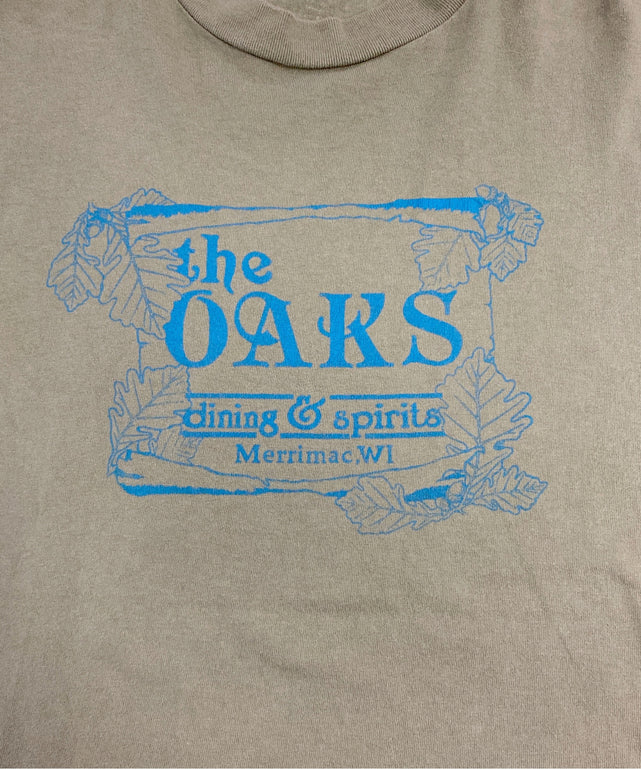 the
OAKS
dining & spirits
Merrimac,WI